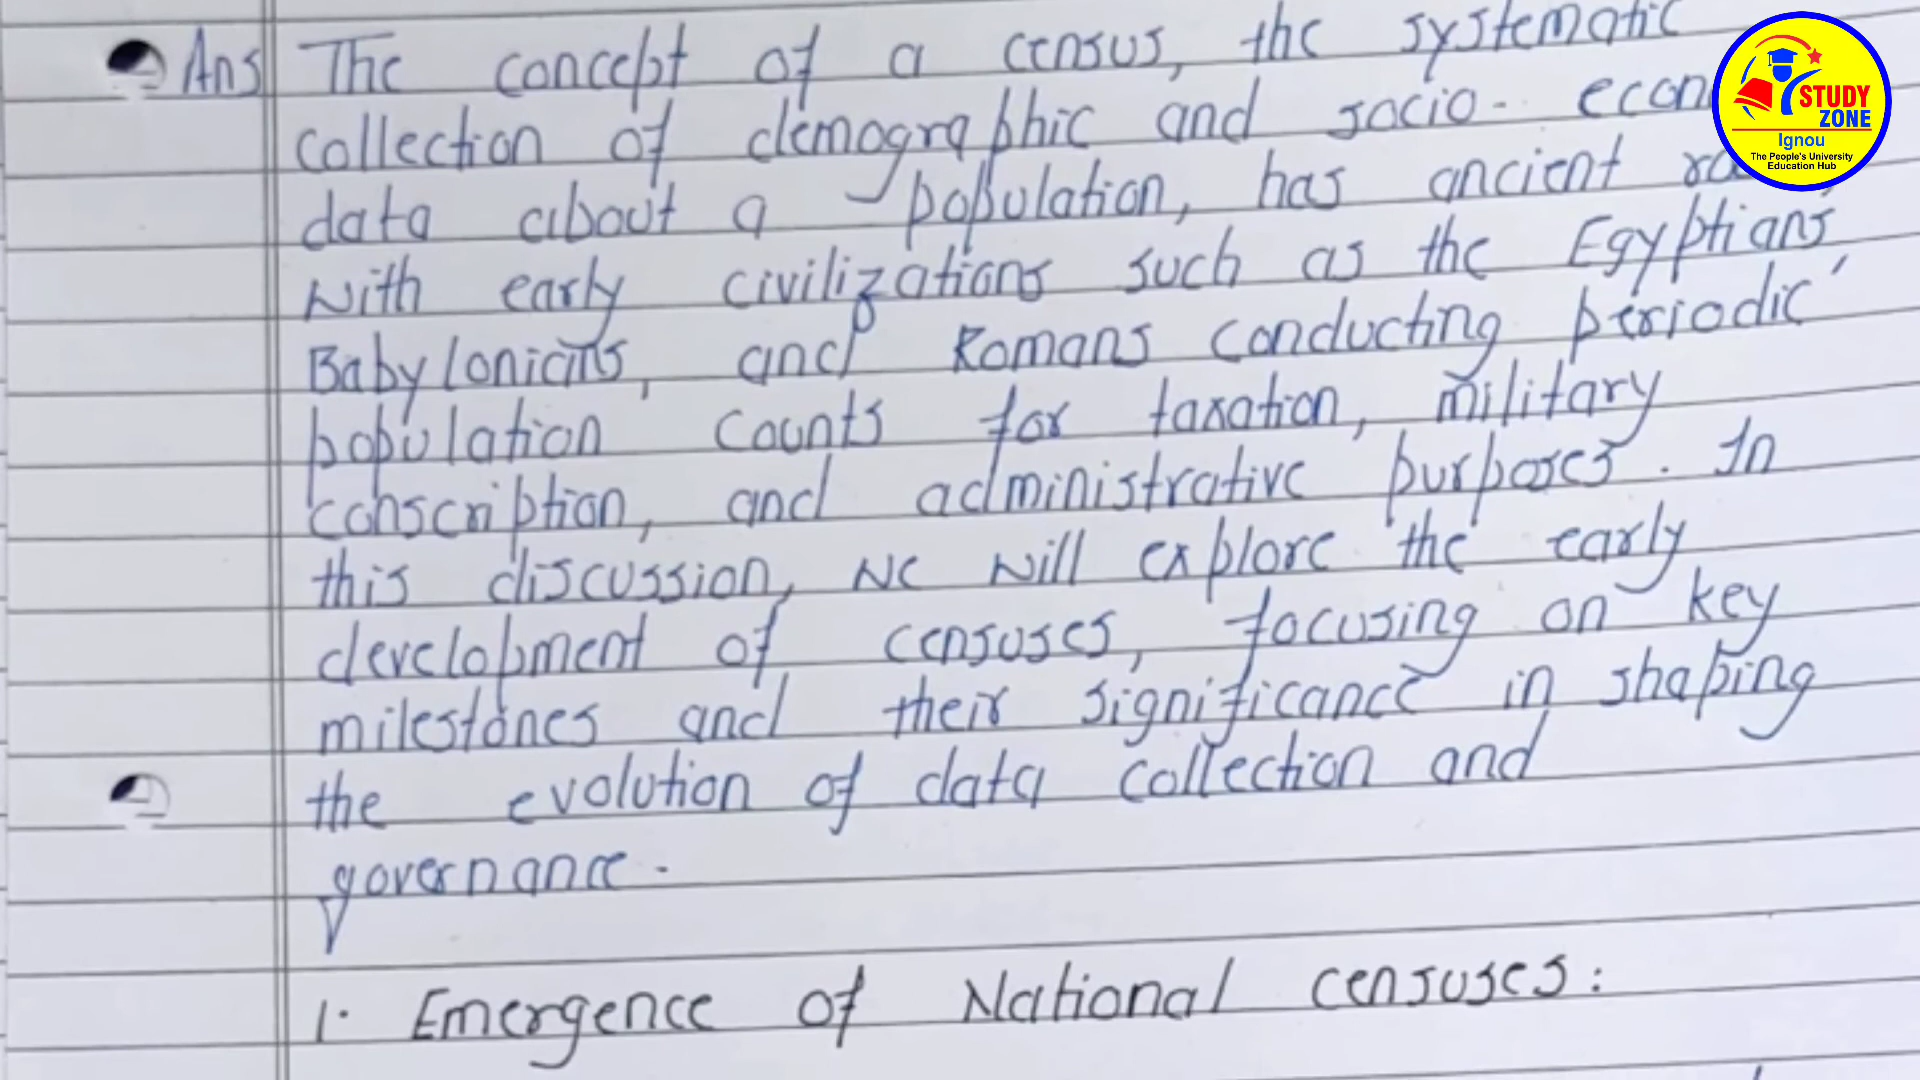 Ans The concept of a census, the systematic
collection of demographic and socio-
data about a population, has ancient
with early civilizations such as the Egyptians,
Babylonians, and Romans conducting periodic
population counts for taxation, military
conscription, and administrative purposes. In
this discussion, we will explore the early
development of censuses, focusing on key
milestones and their significance in shaping
the evolution of data collection and
governance.
1. Emergence of National censuses:
STUDY
ZONE
Ignou
The People's University
Education Hub